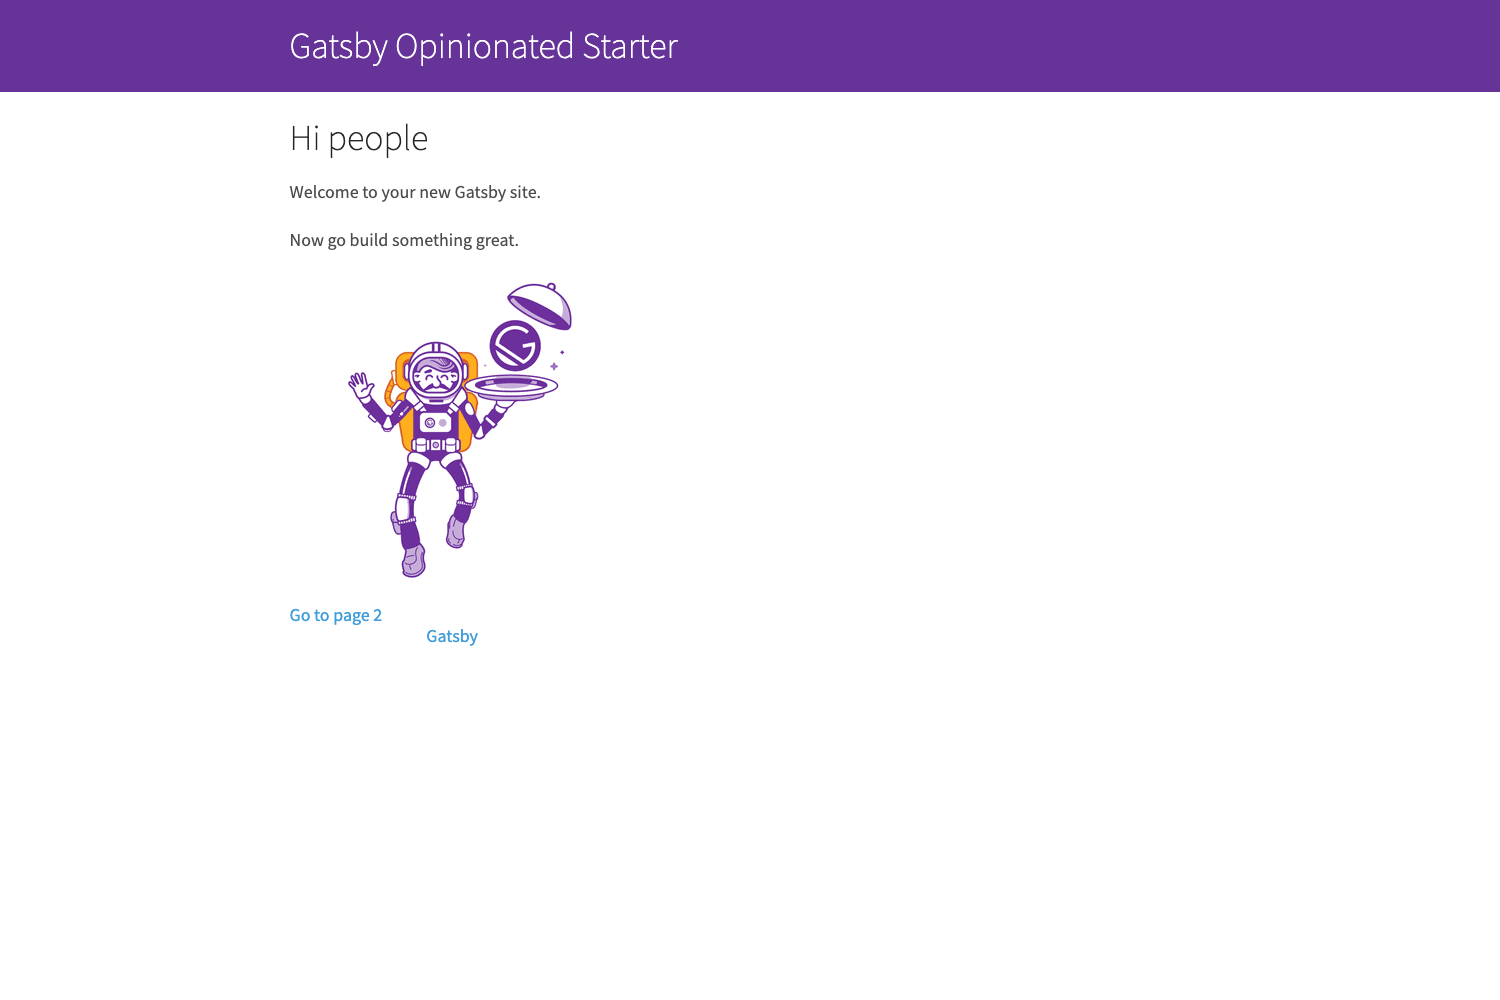 Gatsby Opinionated Starter
Hi people
Welcome to your new Gatsby site.
Now go build something great.
Go to page 2
Gatsby